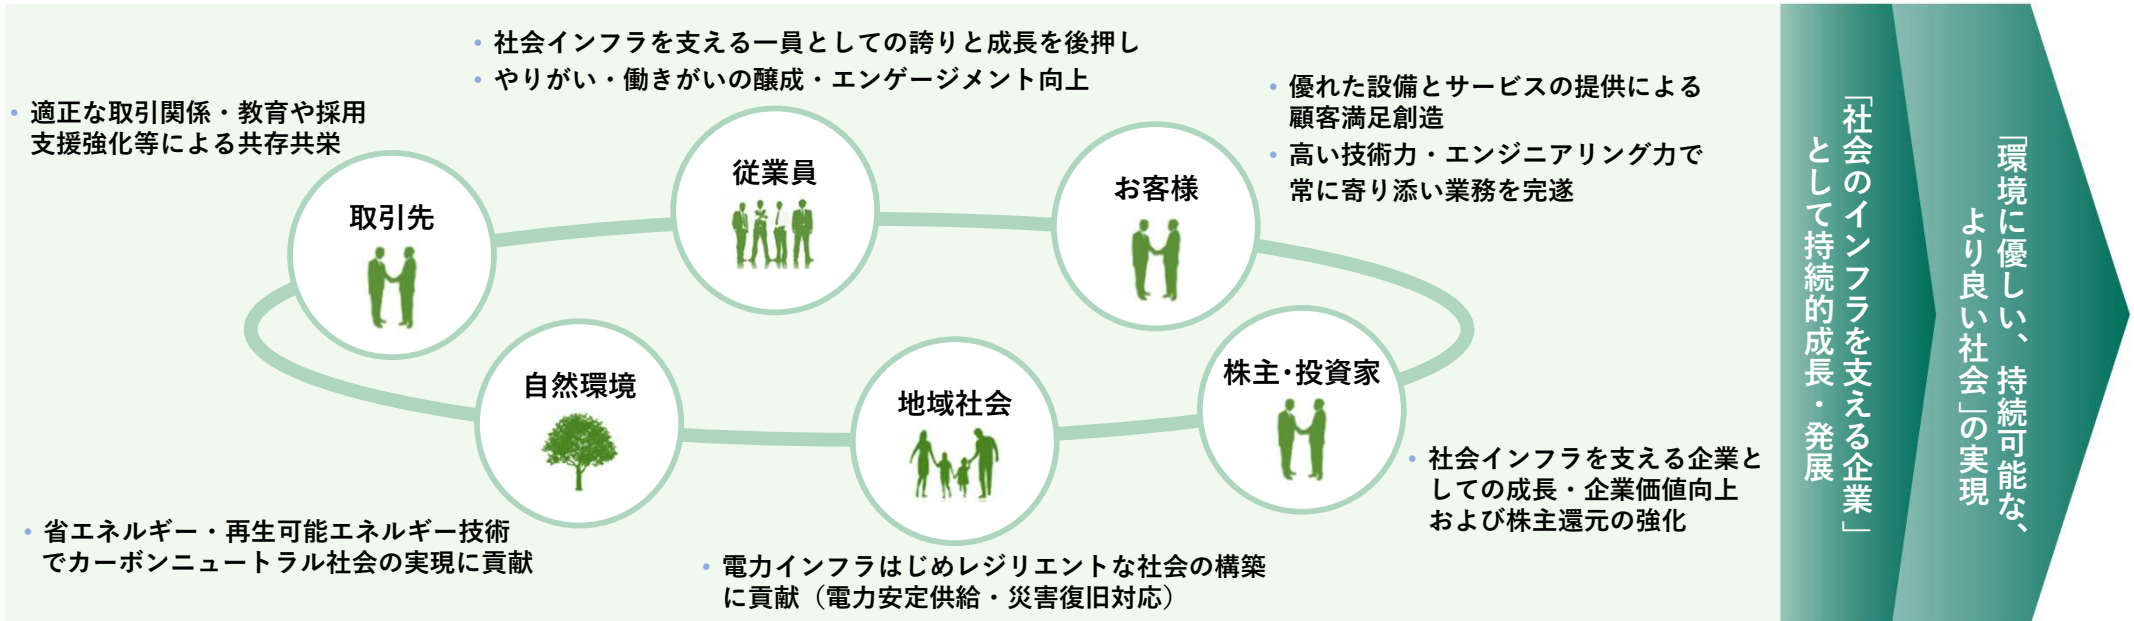 ・社会インフラを支える一員としての誇りと成長を後押し
・やりがい・働きがいの醸成・エンゲージメント向上
・適正な取引関係・教育や採用
支援強化等による共存共栄
・優れた設備とサービスの提供による
顧客満足創造
・高い技術力・エンジニアリング力で
常に寄り添い業務を完遂
取引先
従業員
お客様
自然環境
地域社会
株主・投資家
・省エネルギー・再生可能エネルギー技術
でカーボンニュートラル社会の実現に貢献
・電力インフラはじめレジリエントな社会の構築
に貢献（電力安定供給・災害復旧対応）
・社会インフラを支える企業と
しての成長・企業価値向上
および株主還元の強化
「社会のインフラを支える企業」
として持続的成長・発展
「環境に優しい、持続可能な、
より良い社会」の実現